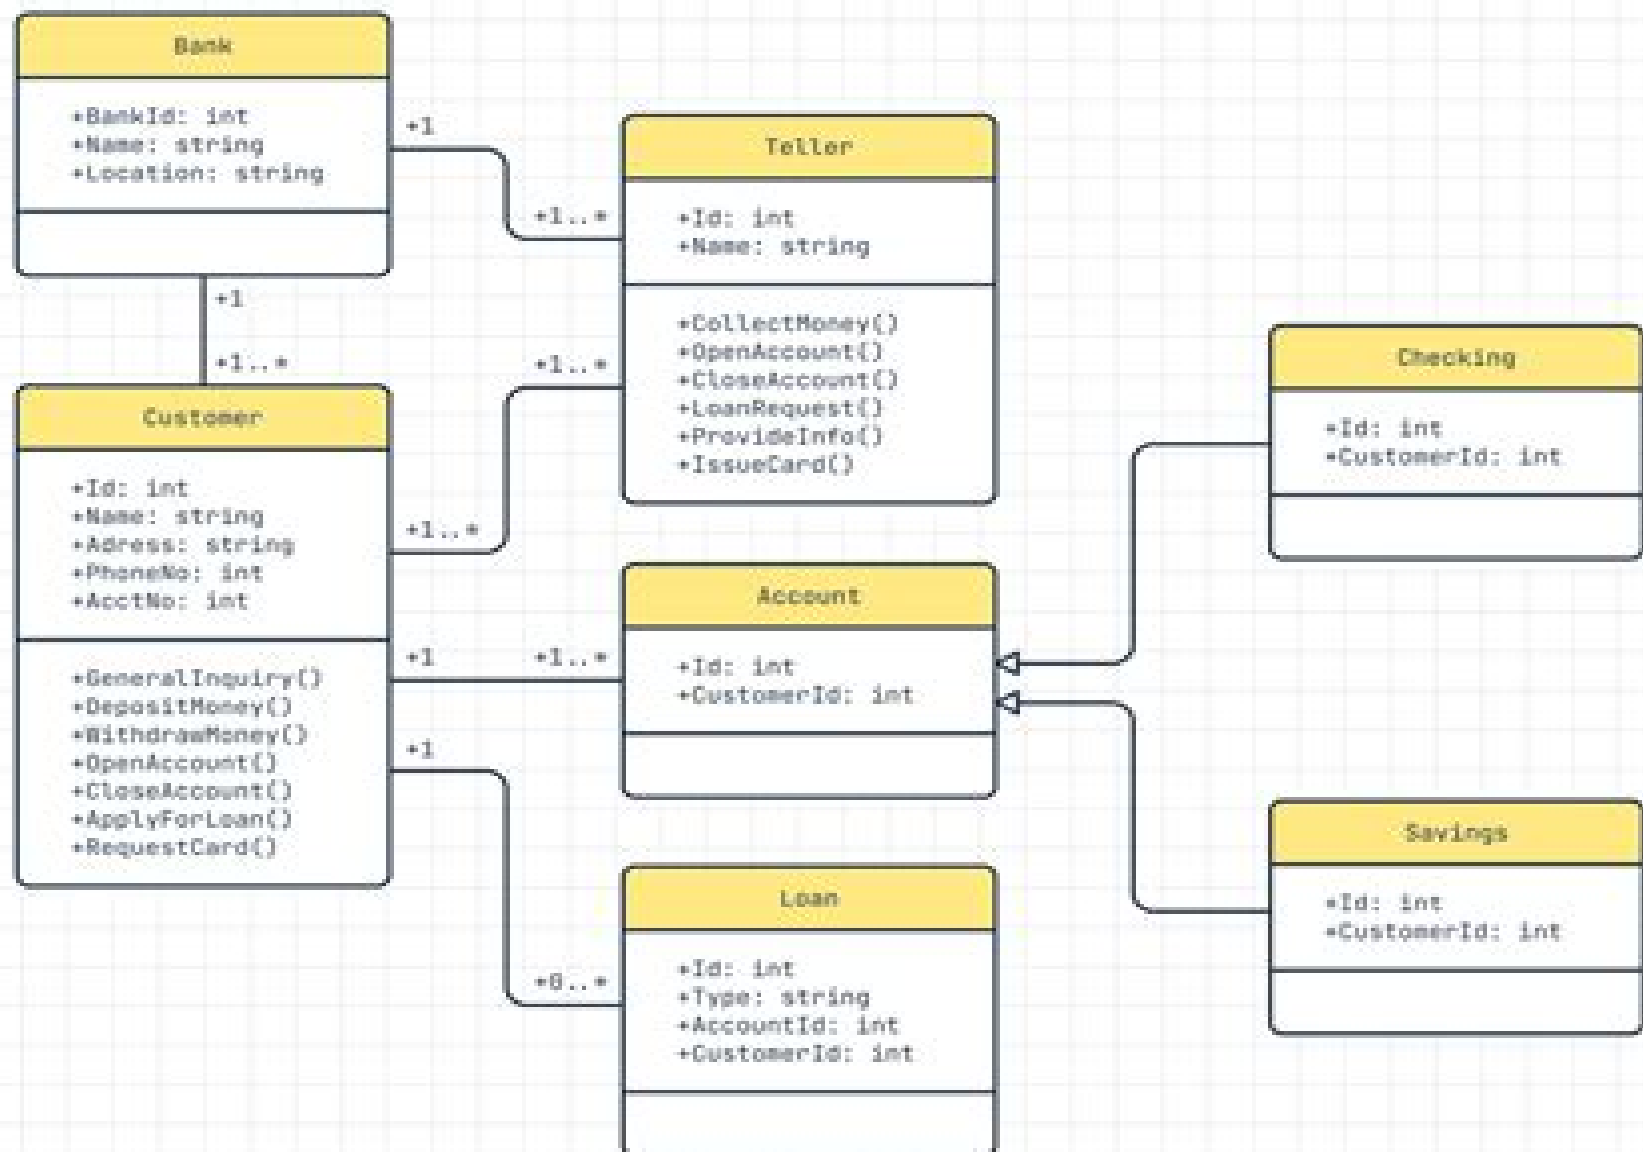 Bank
+BankId: int
+Name: string
+Location: string
+1
+1..*
+1
+1..*
Teller
+Id: int
+Name: string
+CollectMoney()
+OpenAccount()
+CloseAccount()
+LoanRequest()
+ProvideInfo()
+IssueCard()
Customer
+Id: int
+Name: string
+Adress: string
+PhoneNo: int
+AcctNo: int
+GeneralInquiry()
+DepositMoney()
+WithdrawMoney()
+OpenAccount()
+CloseAccount()
+ApplyForLoan()
+RequestCard()
+1..*
+1..*
+1
+1..*
+1
+0..*
Account
+Id: int
+CustomerId: int
Loan
+Id: int
+Type: string
+AccountId: int
+CustomerId: int
Checking
+Id: int
+CustomerId: int
Savings
+Id: int
+CustomerId: int